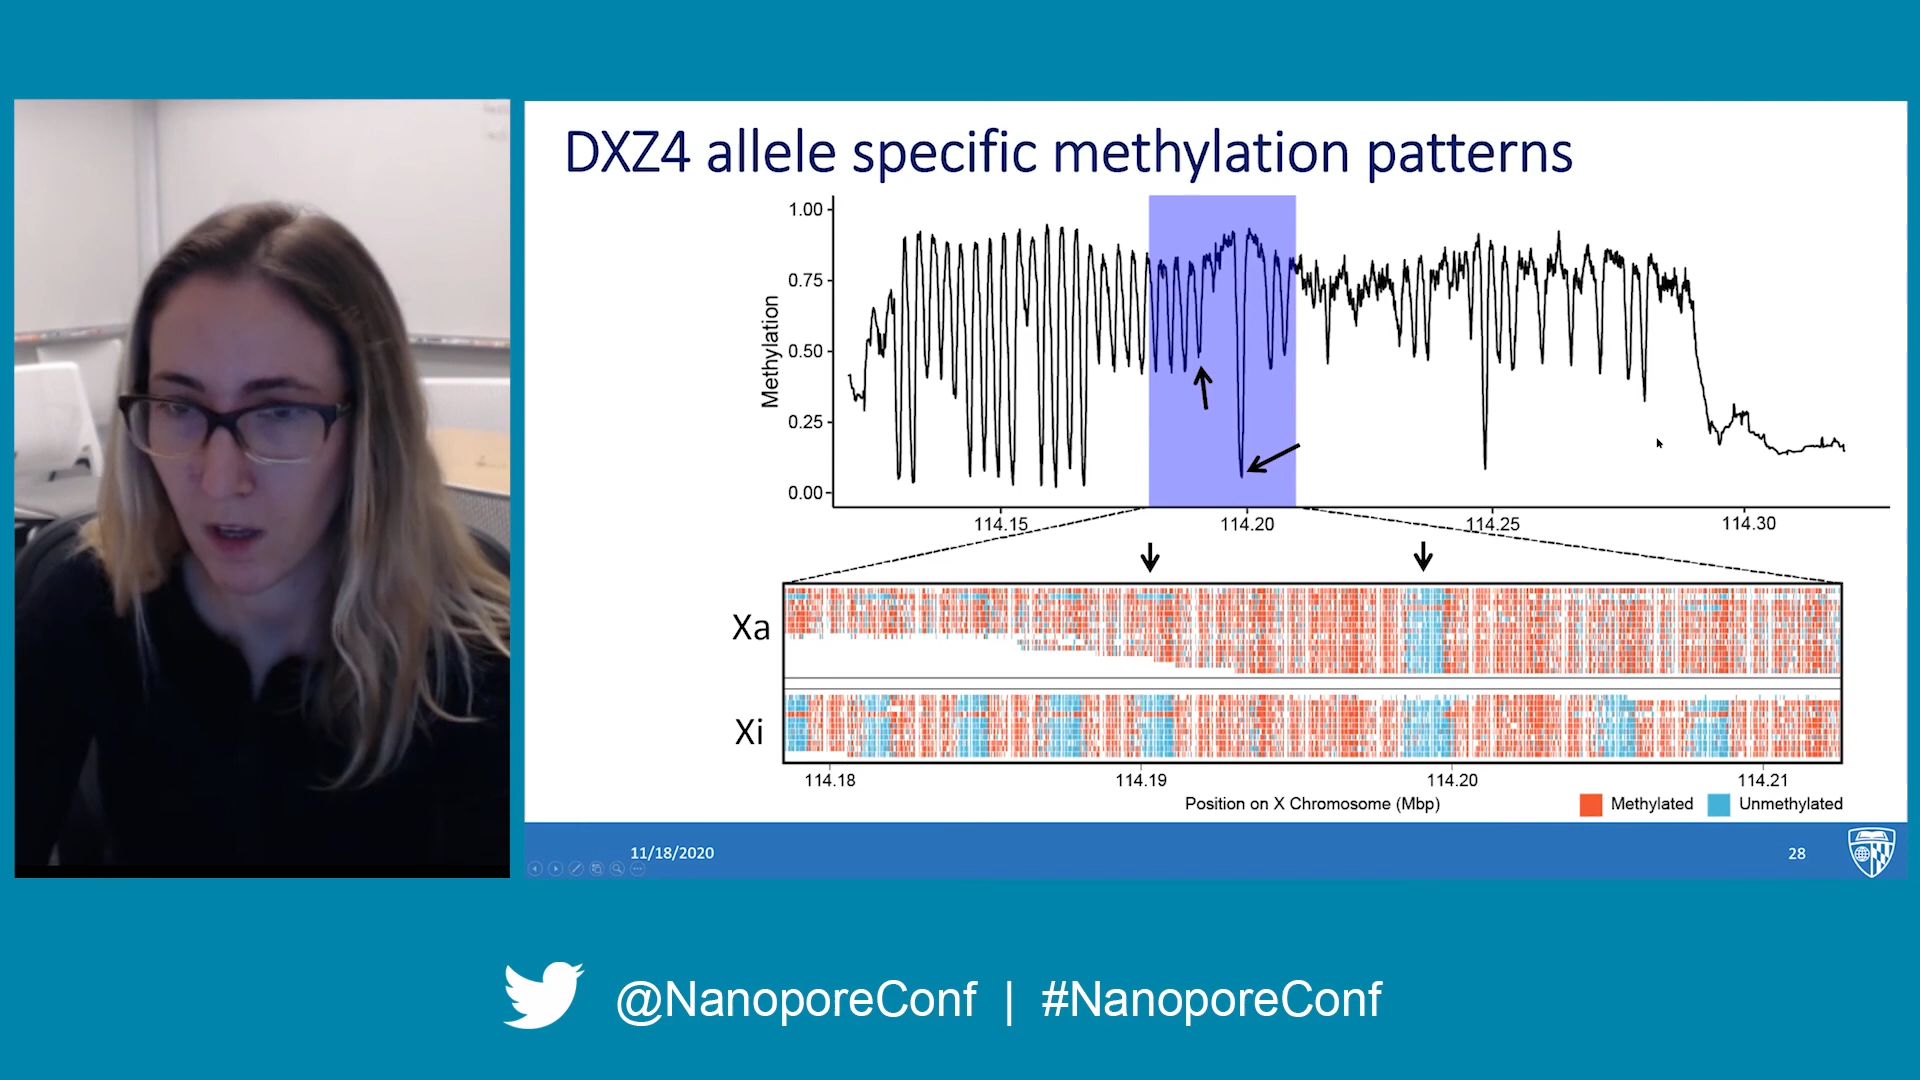 DXZ4 allele specific methylation patterns
1.00
0.75
0.50
0.25
0.00
Methylation
114.15 114.20 114.25 114.30
Xa
Xi
114.18 114.19 114.20 114.21
Position on X Chromosome (Mbp)
Methylated Unmethylated
11/18/2020
28
@NanoporeConf | #NanoporeConf